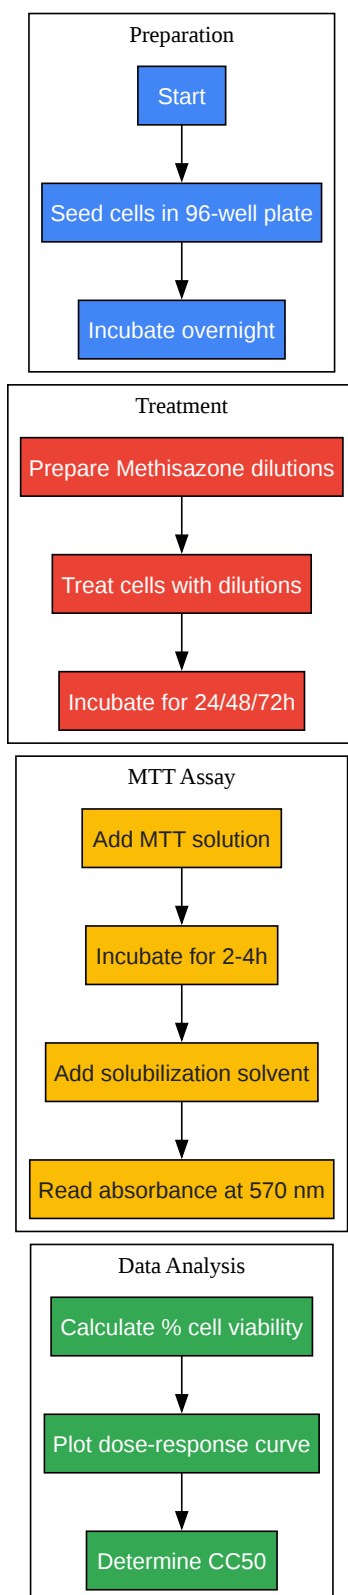 Preparation
Start
Seed cells in 96-well plate
Incubate overnight
Treatment
Prepare Methisazone dilutions
Treat cells with dilutions
Incubate for 24/48/72h
MTT Assay
Add MTT solution
Incubate for 2-4h
Add solubilization solvent
Read absorbance at 570 nm
Data Analysis
Calculate % cell viability
Plot dose-response curve
Determine CC50